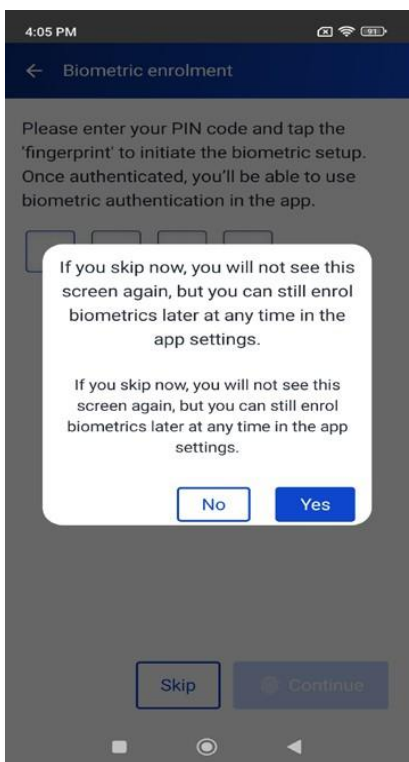 4:05 PM
91
Biometric enrolment
Please enter your PIN code and tap the
'fingerprint' to initiate the biometric setup.
Once authenticated, you'll be able to use
biometric authentication in the app.
If you skip now, you will not see this
screen again, but you can still enrol
biometrics later at any time in the
app settings.
If you skip now, you will not see this
screen again, but you can still enrol
biometrics later at any time in the app
settings.
No
Yes
Skip
Continue